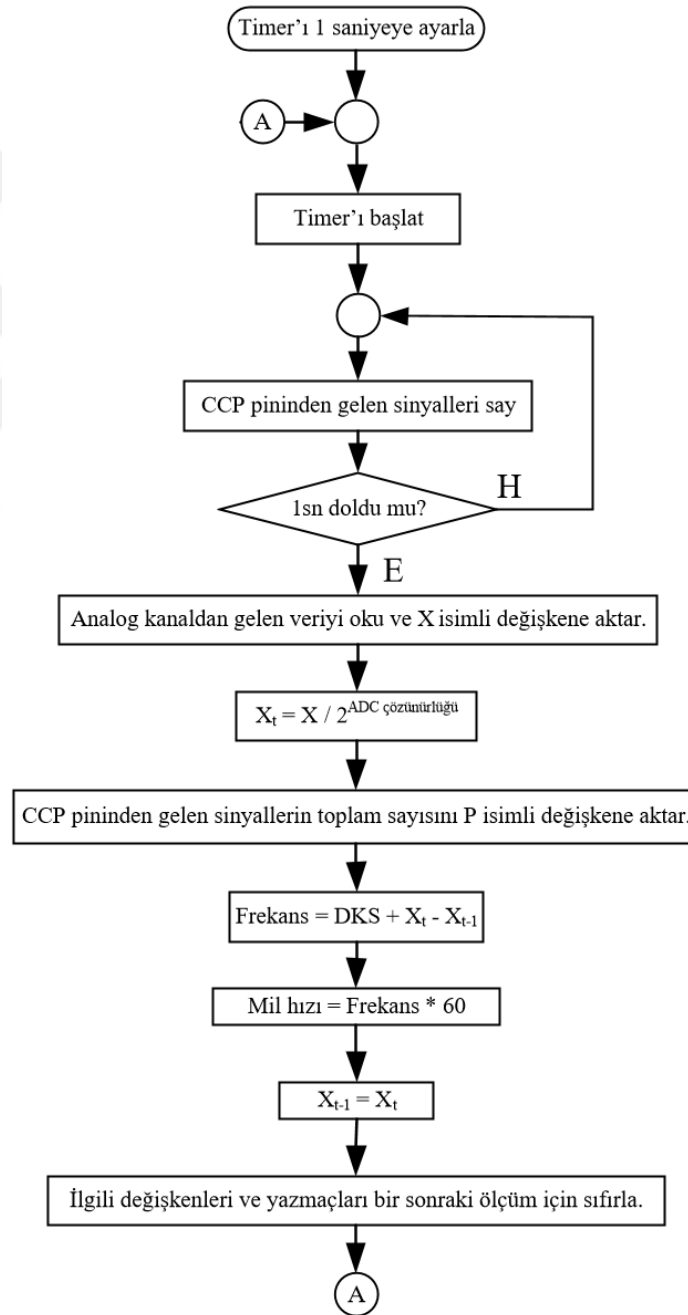 Timer’ı 1 saniyeye ayarla
A
Timer’ı başlat
CCP pininden gelen sinyalleri say
1sn doldu mu?
H
E
Analog kanaldan gelen veriyi oku ve X isimli değişkene aktar.
Xₜ = X / 2^ADC çözünürlüğü
CCP pininden gelen sinyallerin toplam sayısını P isimli değişkene aktar.
Frekans = DKS + Xₜ - Xₜ₋₁
Mil hızı = Frekans * 60
Xₜ₋₁ = Xₜ
İlgili değişkenleri ve yazmaçları bir sonraki ölçüm için sıfırla.
A